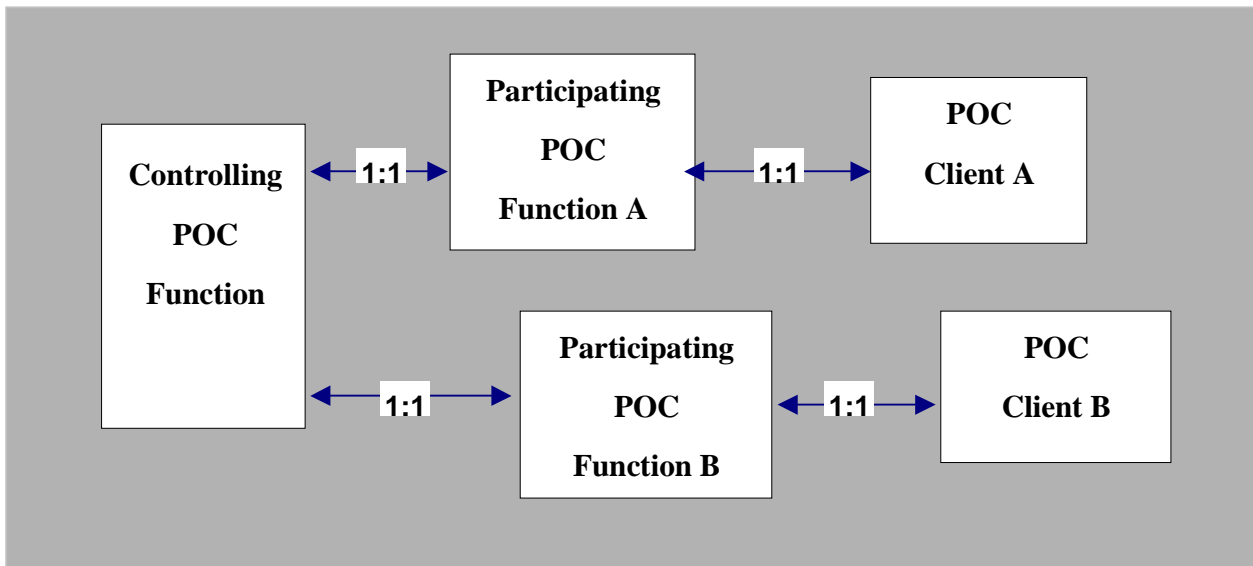 Controlling
POC
Function
1:1
Participating
POC
Function A
1:1
POC
Client A
1:1
Participating
POC
Function B
1:1
POC
Client B